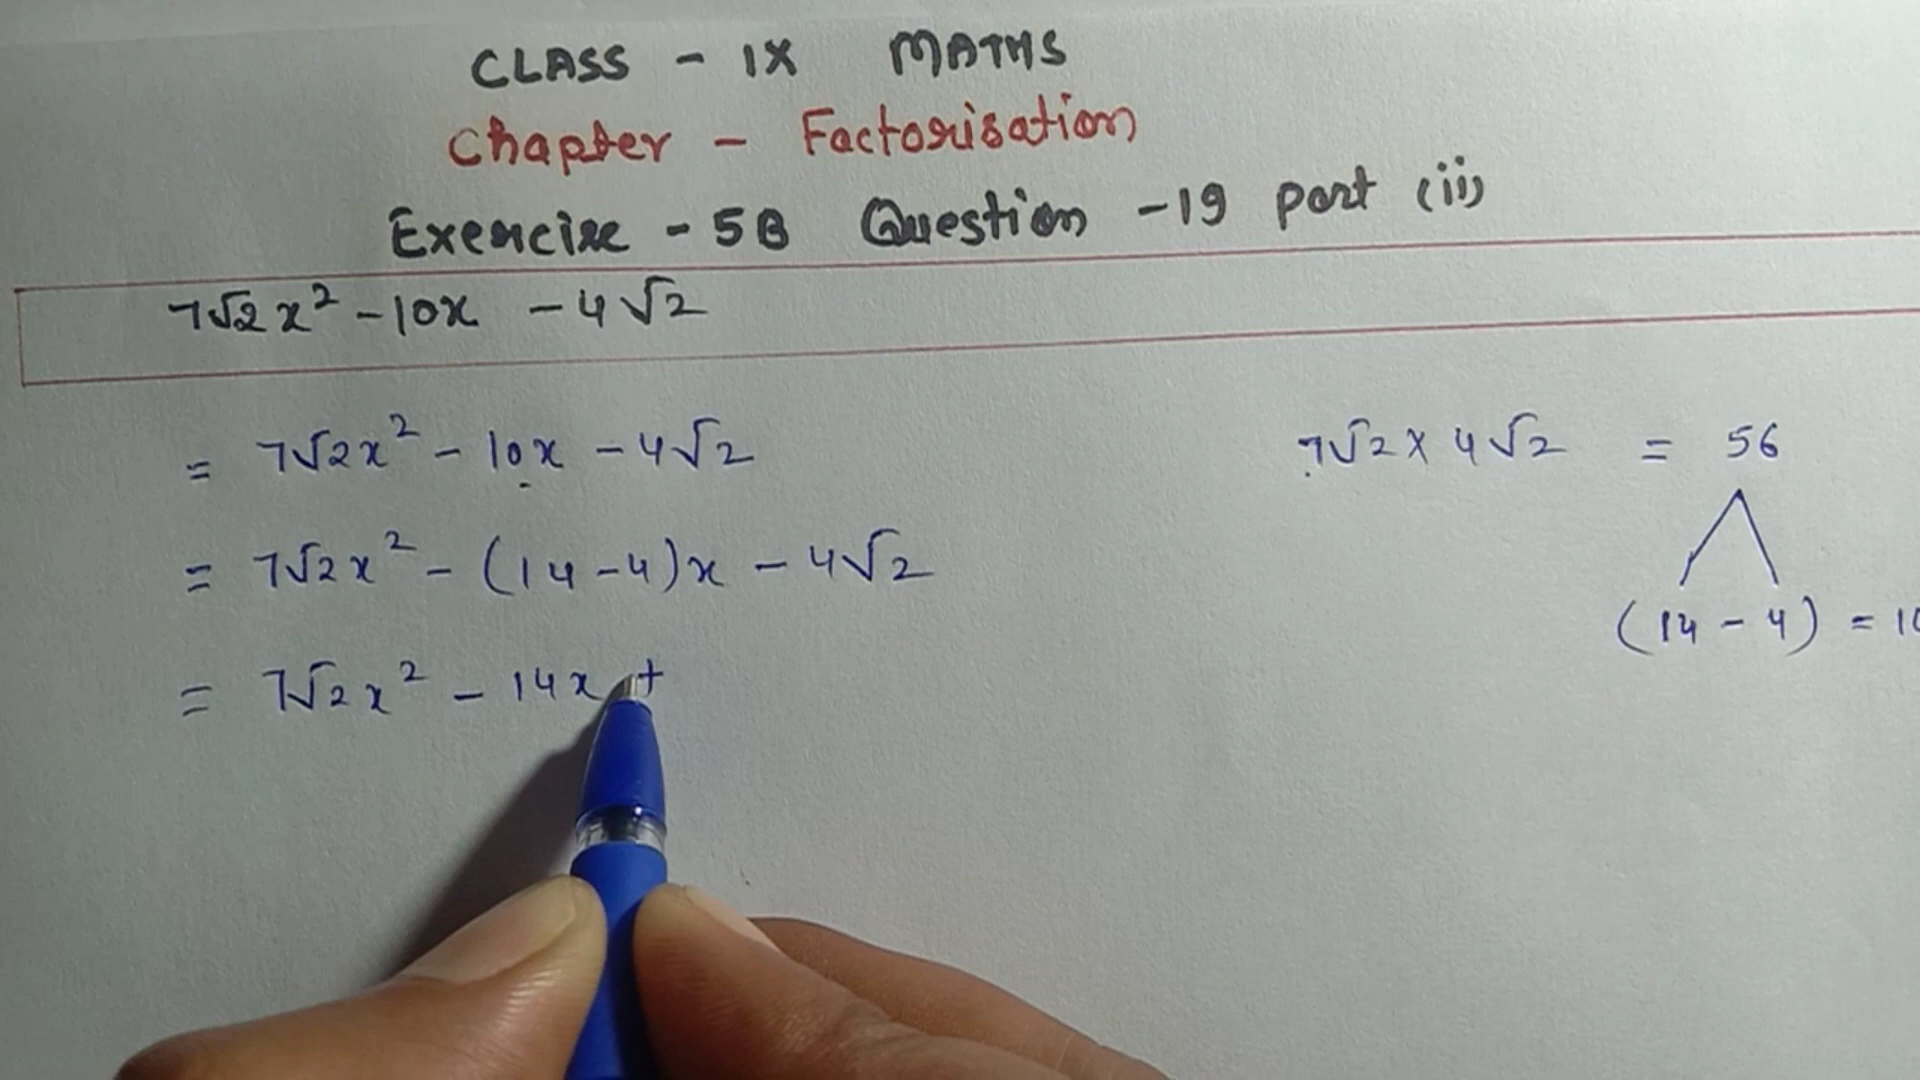 CLASS - IX MATHS
Chapter - Factorisation
Exercise - 5B Question - 19 part (ii)
7√2x² - 10x - 4√2
= 7√2x² - 10x - 4√2
7√2 × 4√2 = 56
= 7√2x² - (14 - 4)x - 4√2
(14 - 4) = 10
= 7√2x² - 14x +